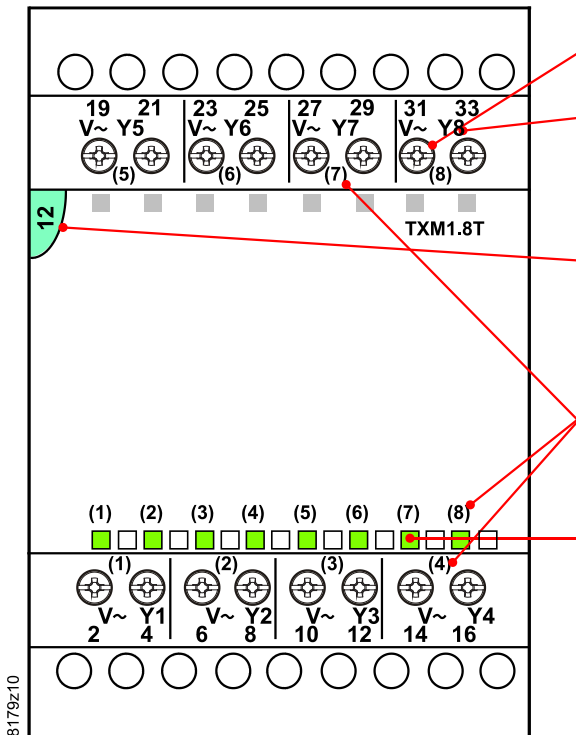 19 21 23 25 27 29 31 33
V~ Y5 V~ Y6 V~ Y7 V~ Y8
(5) (6) (7) (8)
12
TXM1.8T
(1) (2) (3) (4) (5) (6) (7) (8)
(1) (2) (3) (4)
V~ Y1 V~ Y2 V~ Y3 V~ Y4
2 4 6 8 10 12 14 16
8179z10